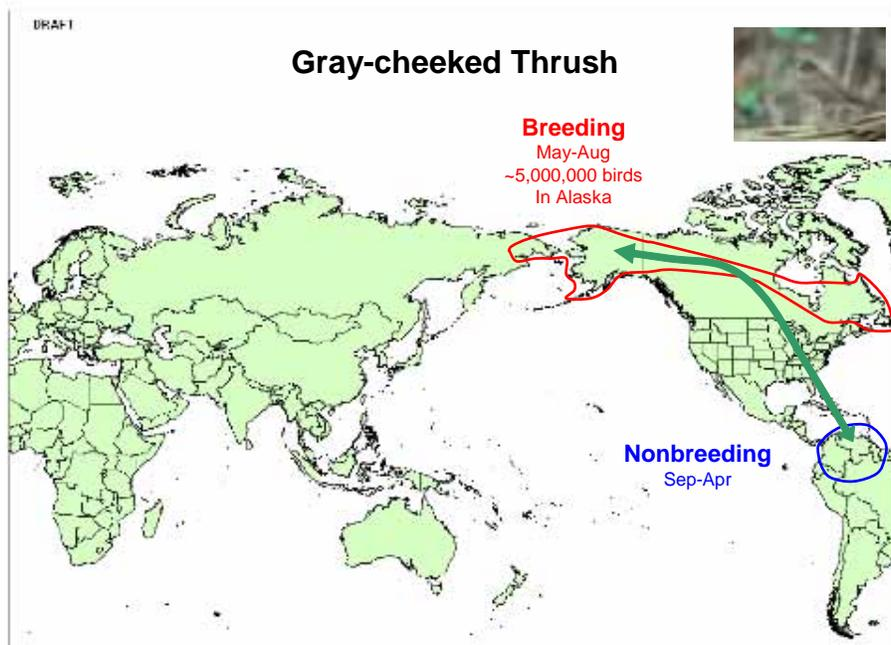 DRAFT
Gray-cheeked Thrush
Breeding
May-Aug
~5,000,000 birds
In Alaska
Nonbreeding
Sep-Apr